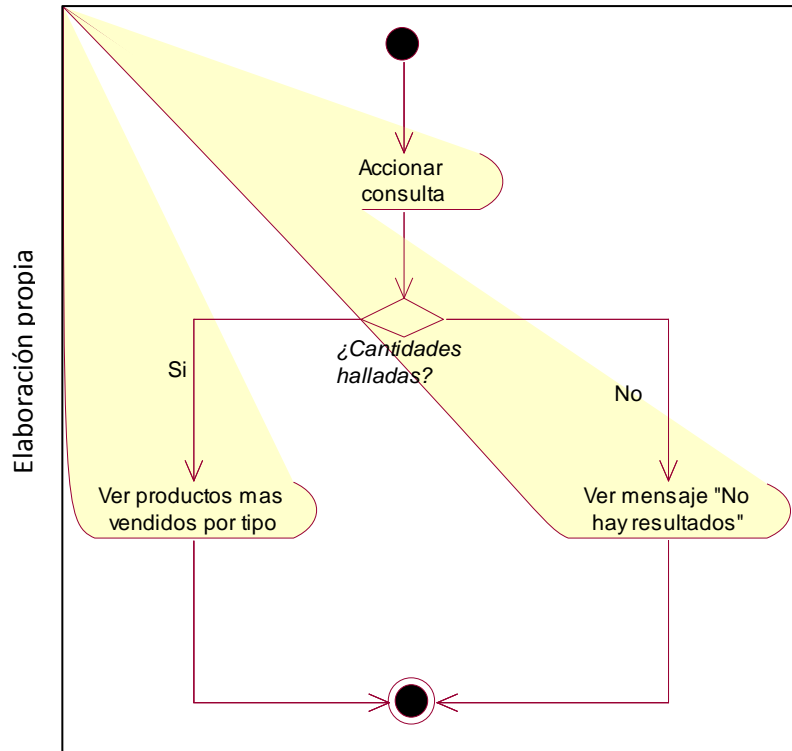 Elaboración propia
Accionar
consulta
¿Cantidades
halladas?
Si
No
Ver productos mas
vendidos por tipo
Ver mensaje "No
hay resultados"